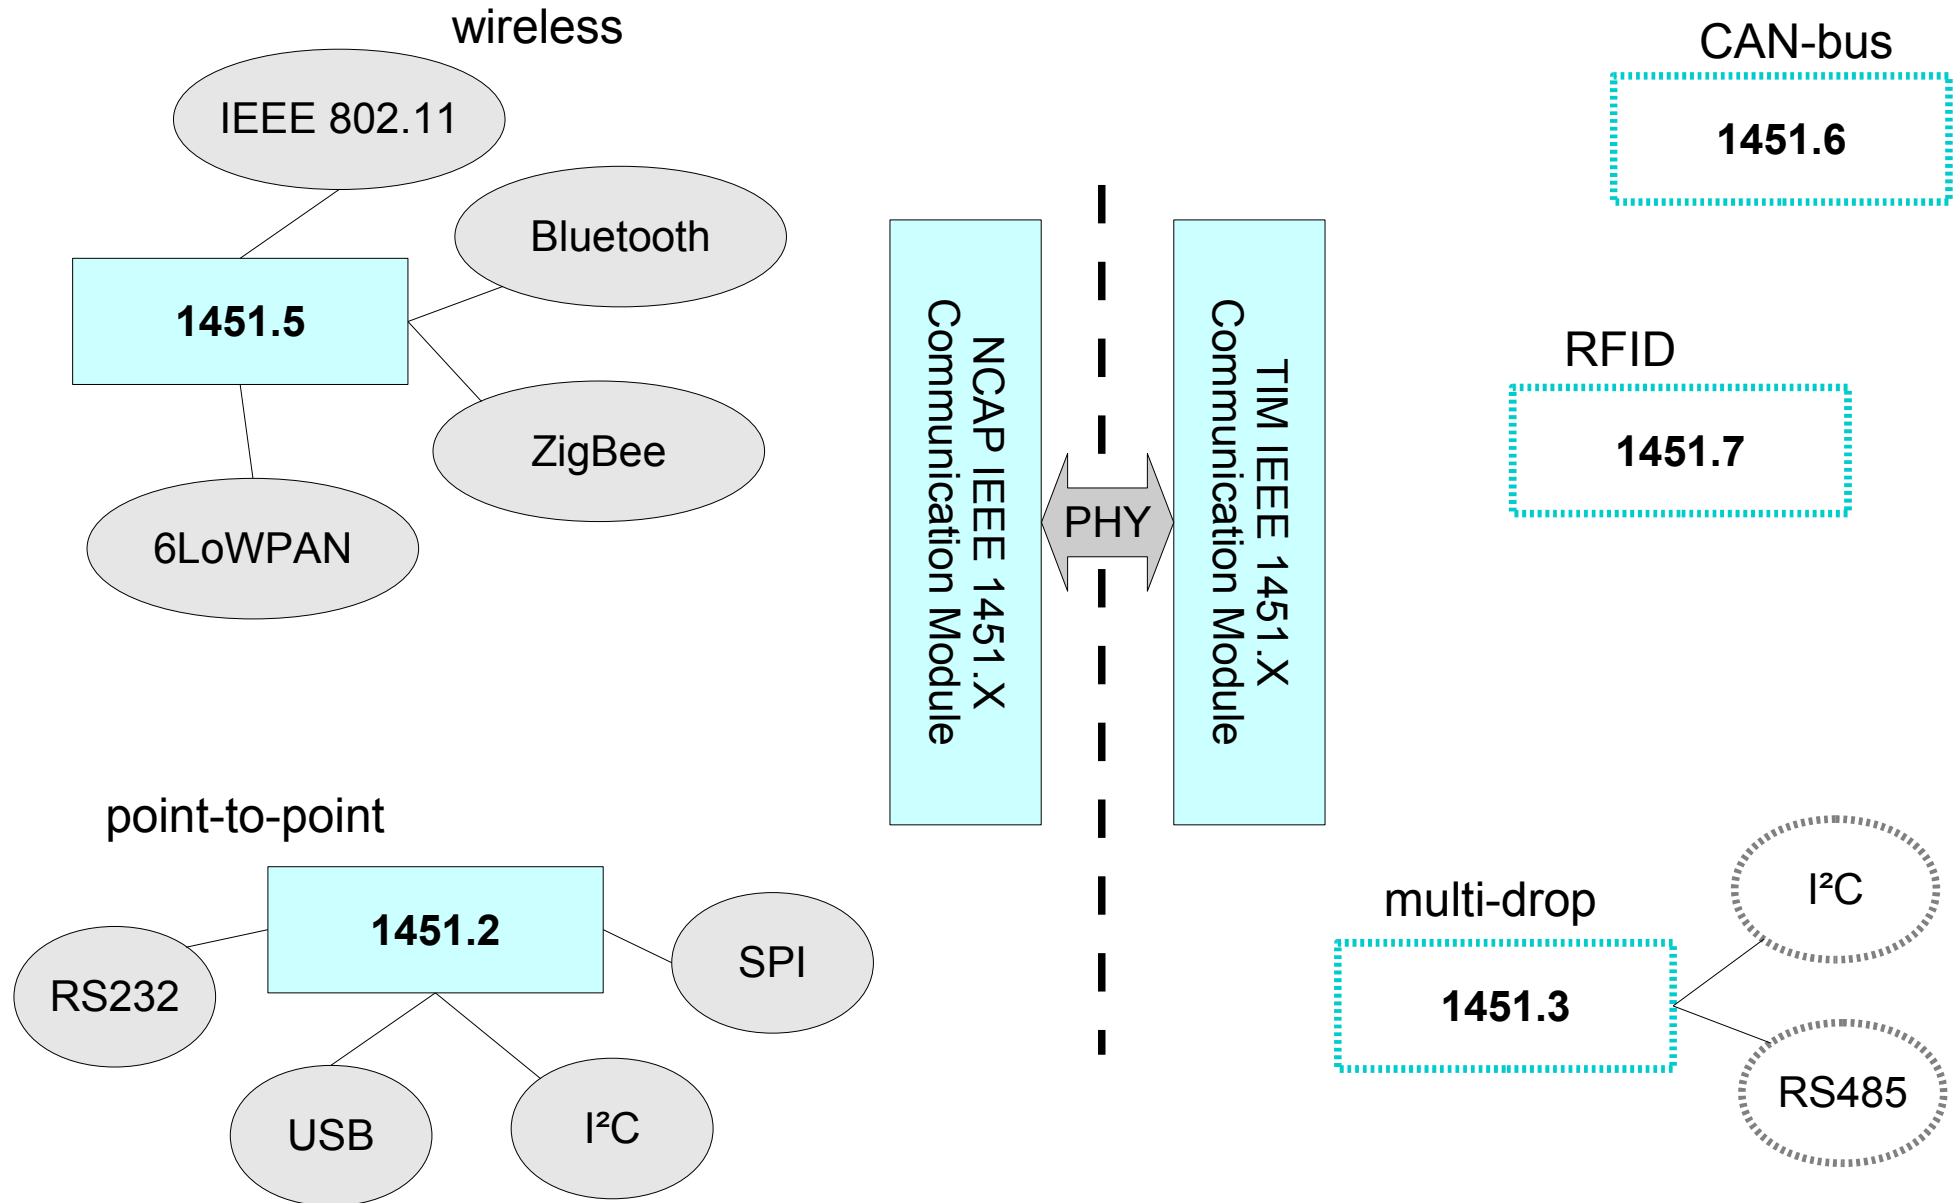 wireless
IEEE 802.11
Bluetooth
1451.5
ZigBee
6LoWPAN
point-to-point
1451.2
RS232
SPI
USB
I²C
NCAP IEEE 1451.X
Communication Module
PHY
TIM IEEE 1451.X
Communication Module
CAN-bus
1451.6
RFID
1451.7
multi-drop
1451.3
I²C
RS485